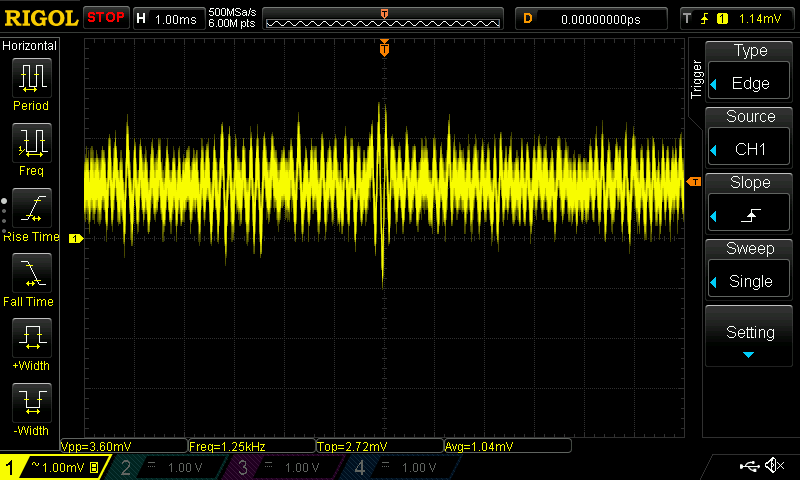 RIGOL STOP H 1.00ms 500MSa/s 6.00M pts D 0.00000000ps T 1 1.14mV
Horizontal
Period
Freq
Rise Time
Fall Time
+Width
-Width
T
T
1
Trigger
Type
Edge
Source
CH1
Slope
Sweep
Single
Setting
Vpp=3.60mV Freq=1.25kHz Top=2.72mV Avg=1.04mV
1 ~ 1.00mV B 2 1.00 V 3 1.00 V 4 1.00 V